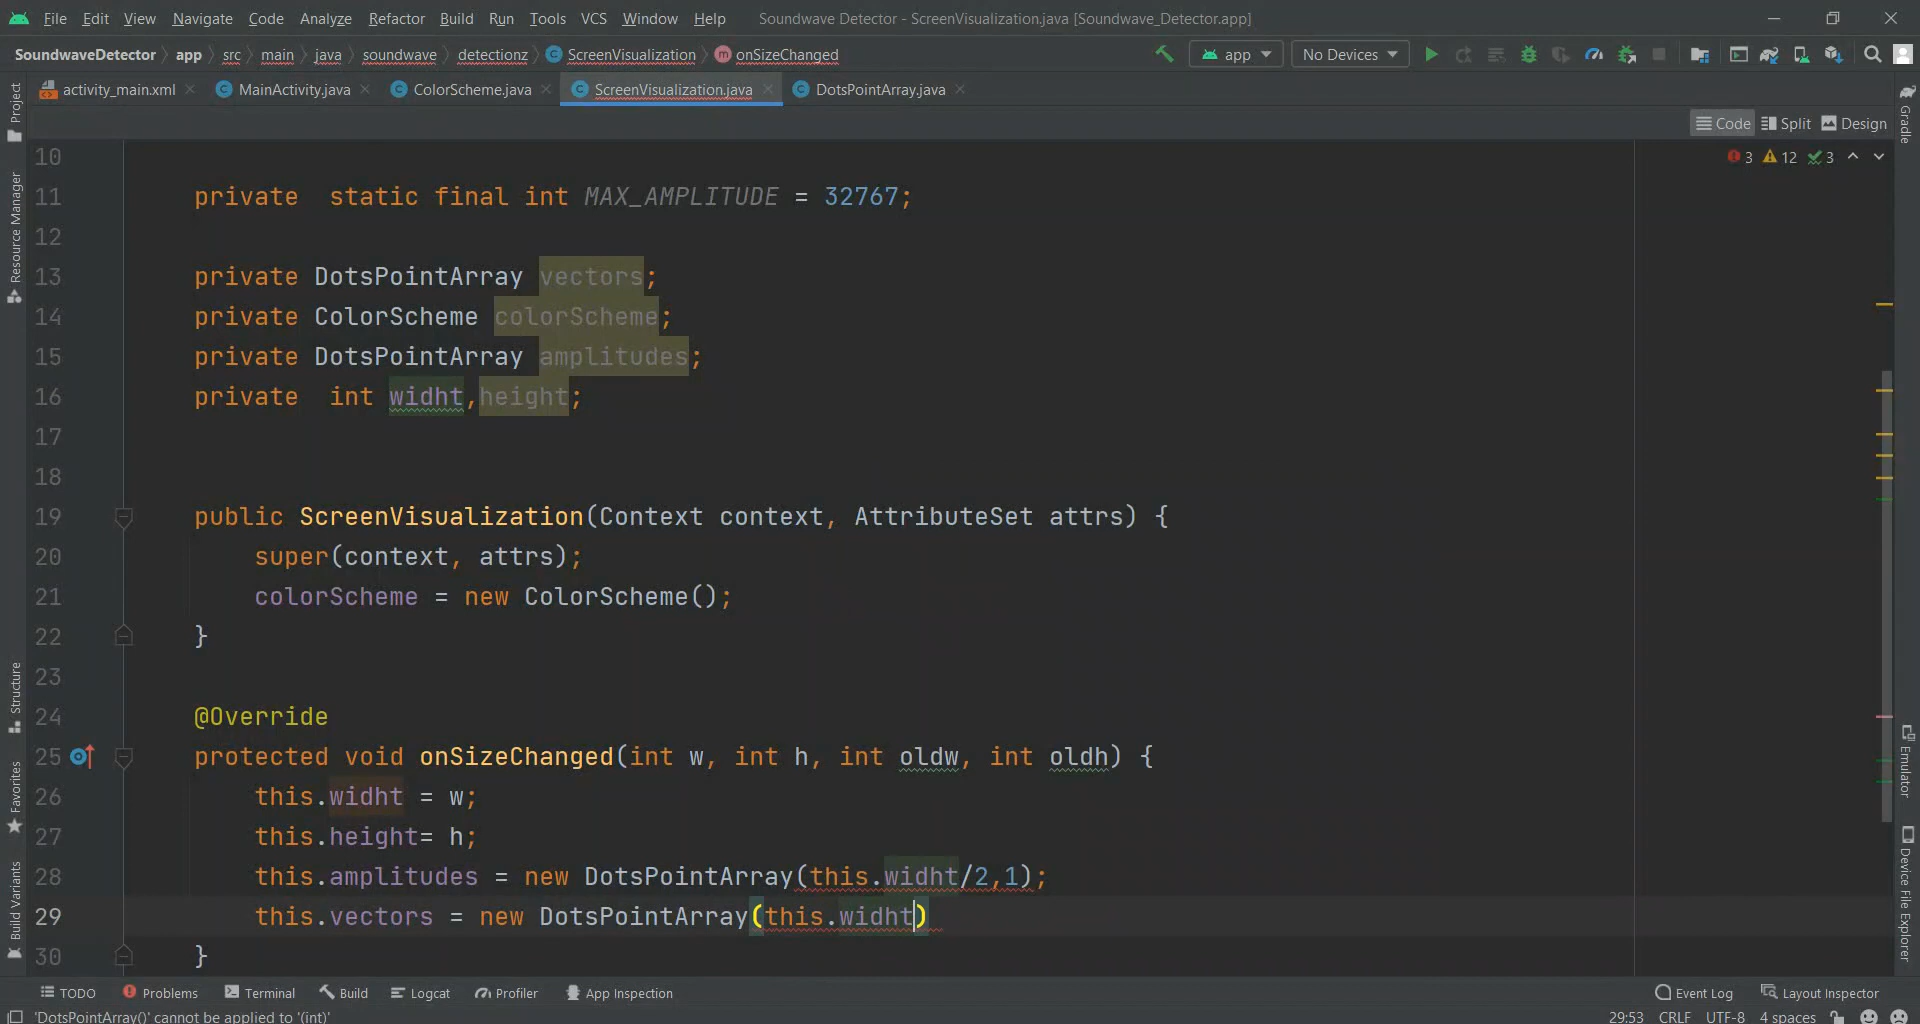 File Edit View Navigate Code Analyze Refactor Build Run Tools VCS Window Help Soundwave Detector - ScreenVisualization.java [Soundwave_Detector.app]
SoundwaveDetector app src main java soundwave detectionz ScreenVisualization onSizeChanged app No Devices
activity_main.xml MainActivity.java ColorScheme.java ScreenVisualization.java DotsPointArray.java
Code Split Design
3 12 3
Project
Resource Manager
Structure
Favorites
Build Variants
Gradle
Emulator
Device File Explorer
10
11 private  static final int MAX_AMPLITUDE = 32767;
12
13 private DotsPointArray vectors;
14 private ColorScheme colorScheme;
15 private DotsPointArray amplitudes;
16 private  int widht,height;
17
18
19 public ScreenVisualization(Context context, AttributeSet attrs) {
20 super(context, attrs);
21 colorScheme = new ColorScheme();
22 }
23
24 @Override
25 protected void onSizeChanged(int w, int h, int oldw, int oldh) {
26 this.widht = w;
27 this.height= h;
28 this.amplitudes = new DotsPointArray(this.widht/2,1);
29 this.vectors = new DotsPointArray(this.widht)
30 }
TODO Problems Terminal Build Logcat Profiler App Inspection Event Log Layout Inspector
'DotsPointArray()' cannot be applied to '(int)' 29:53 CRLF UTF-8 4 spaces